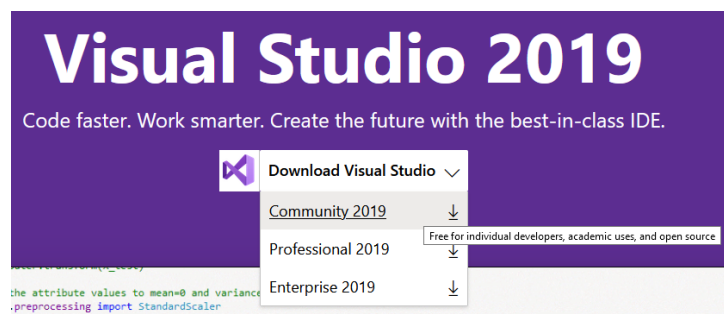 Visual Studio 2019
Code faster. Work smarter. Create the future with the best-in-class IDE.
Download Visual Studio
Community 2019
Free for individual developers, academic uses, and open source
Professional 2019
Enterprise 2019
the attribute values to mean=0 and variance
.preprocessing import StandardScaler